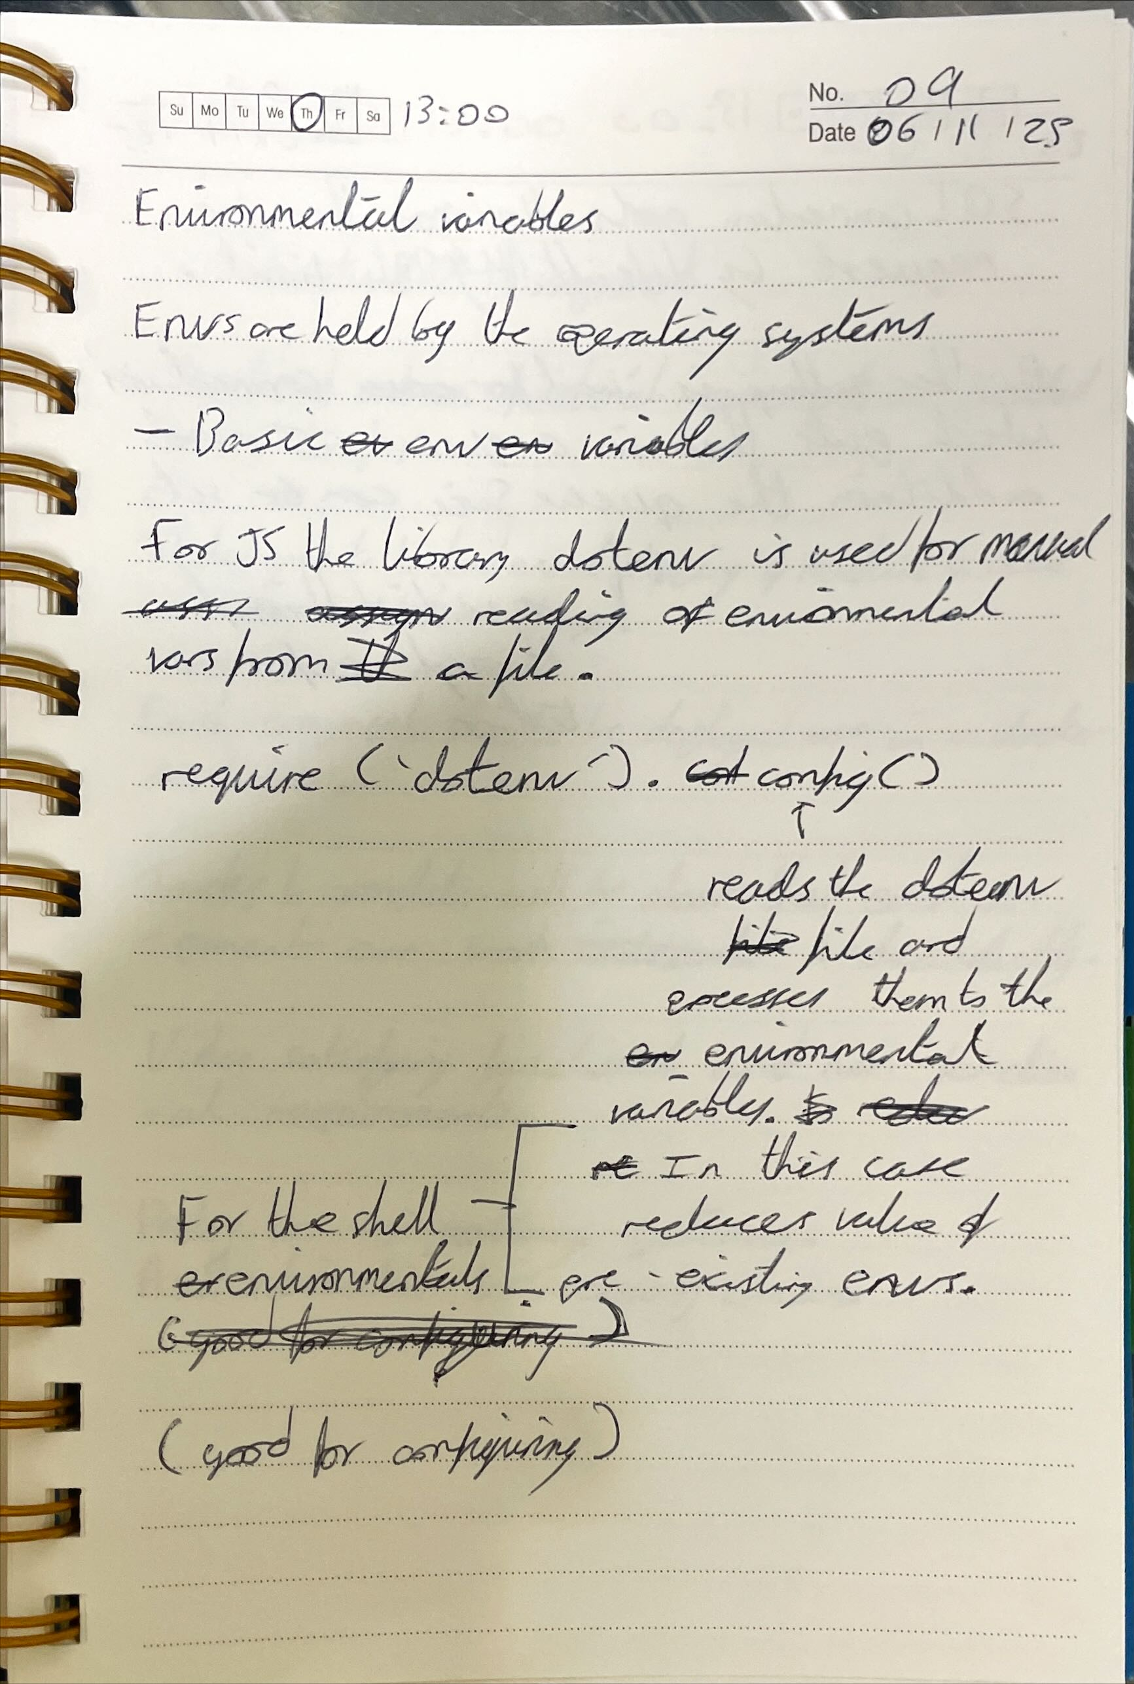 Su Mo Tu We Th Fr Sa 13:00
No. 09
Date 06/11/25
Environmental variables
Envs are held by the operating systems
- Basic env variables
For JS the library dotenv is used for manual
reading of environmental
vars from a file.
require ('dotenv'). config()
↑
reads the dotenv
file and
them to the
environmental
variables.
In this case
reduces value of
pre-existing envs.
For the shell
environmentals
(good for configuring)